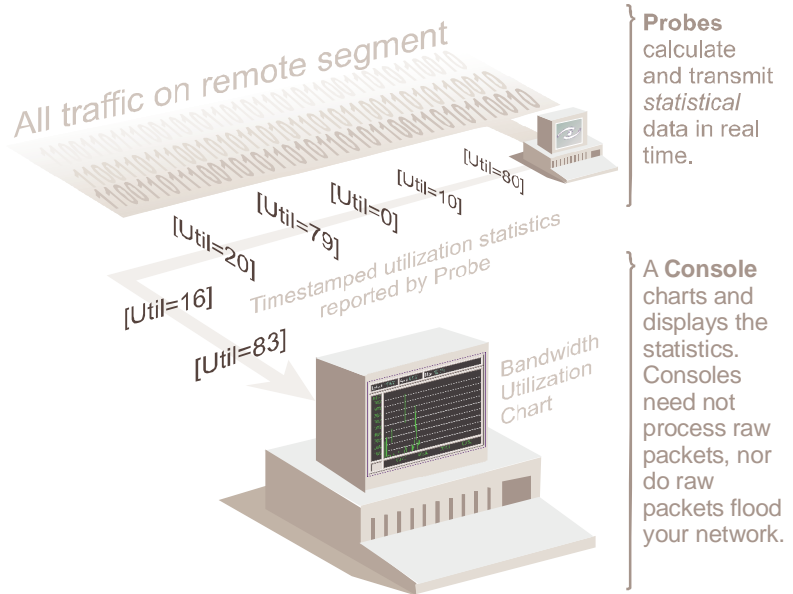 All traffic on remote segment
110011010110010
11001101110010101011010110011010110010
[Util=80]
[Util=10]
[Util=0]
[Util=79]
[Util=20]
[Util=16]
[Util=83]
Timestamped utilization statistics
reported by Probe
Bandwidth
Utilization
Chart
Probes
calculate
and transmit
statistical
data in real
time.
A Console
charts and
displays the
statistics.
Consoles
need not
process raw
packets, nor
do raw
packets flood
your network.